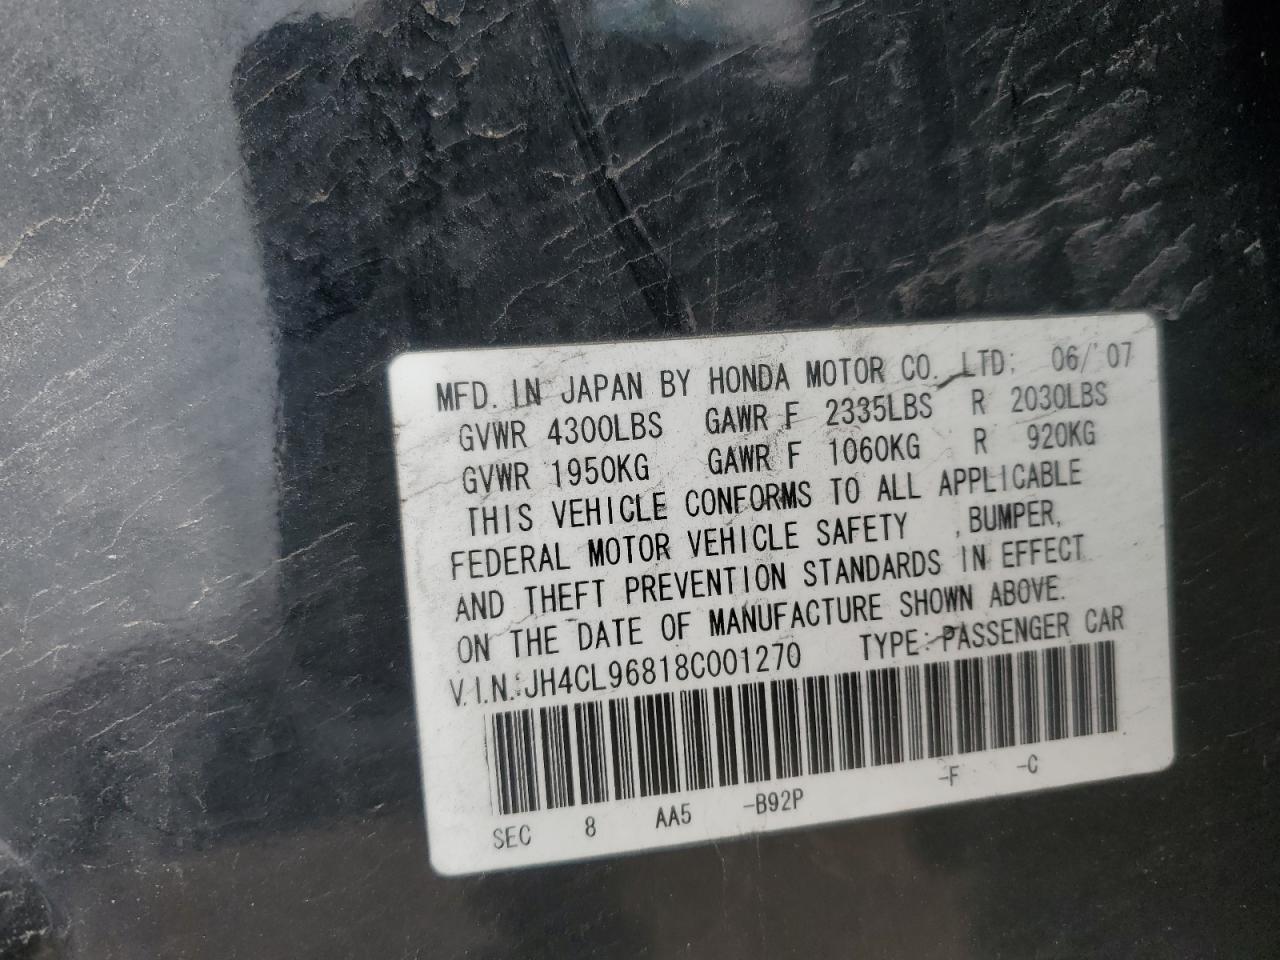 MFD. IN JAPAN BY HONDA MOTOR CO. LTD: 06/'07
GVWR 4300LBS GAWR F 2335LBS R 2030LBS
GVWR 1950KG GAWR F 1060KG R 920KG
THIS VEHICLE CONFORMS TO ALL APPLICABLE
FEDERAL MOTOR VEHICLE SAFETY ,BUMPER,
AND THEFT PREVENTION STANDARDS IN EFFECT
ON THE DATE OF MANUFACTURE SHOWN ABOVE.
V.I.N.:JH4CL96818C001270 TYPE:PASSENGER CAR
SEC 8 AA5 -B92P -F -C